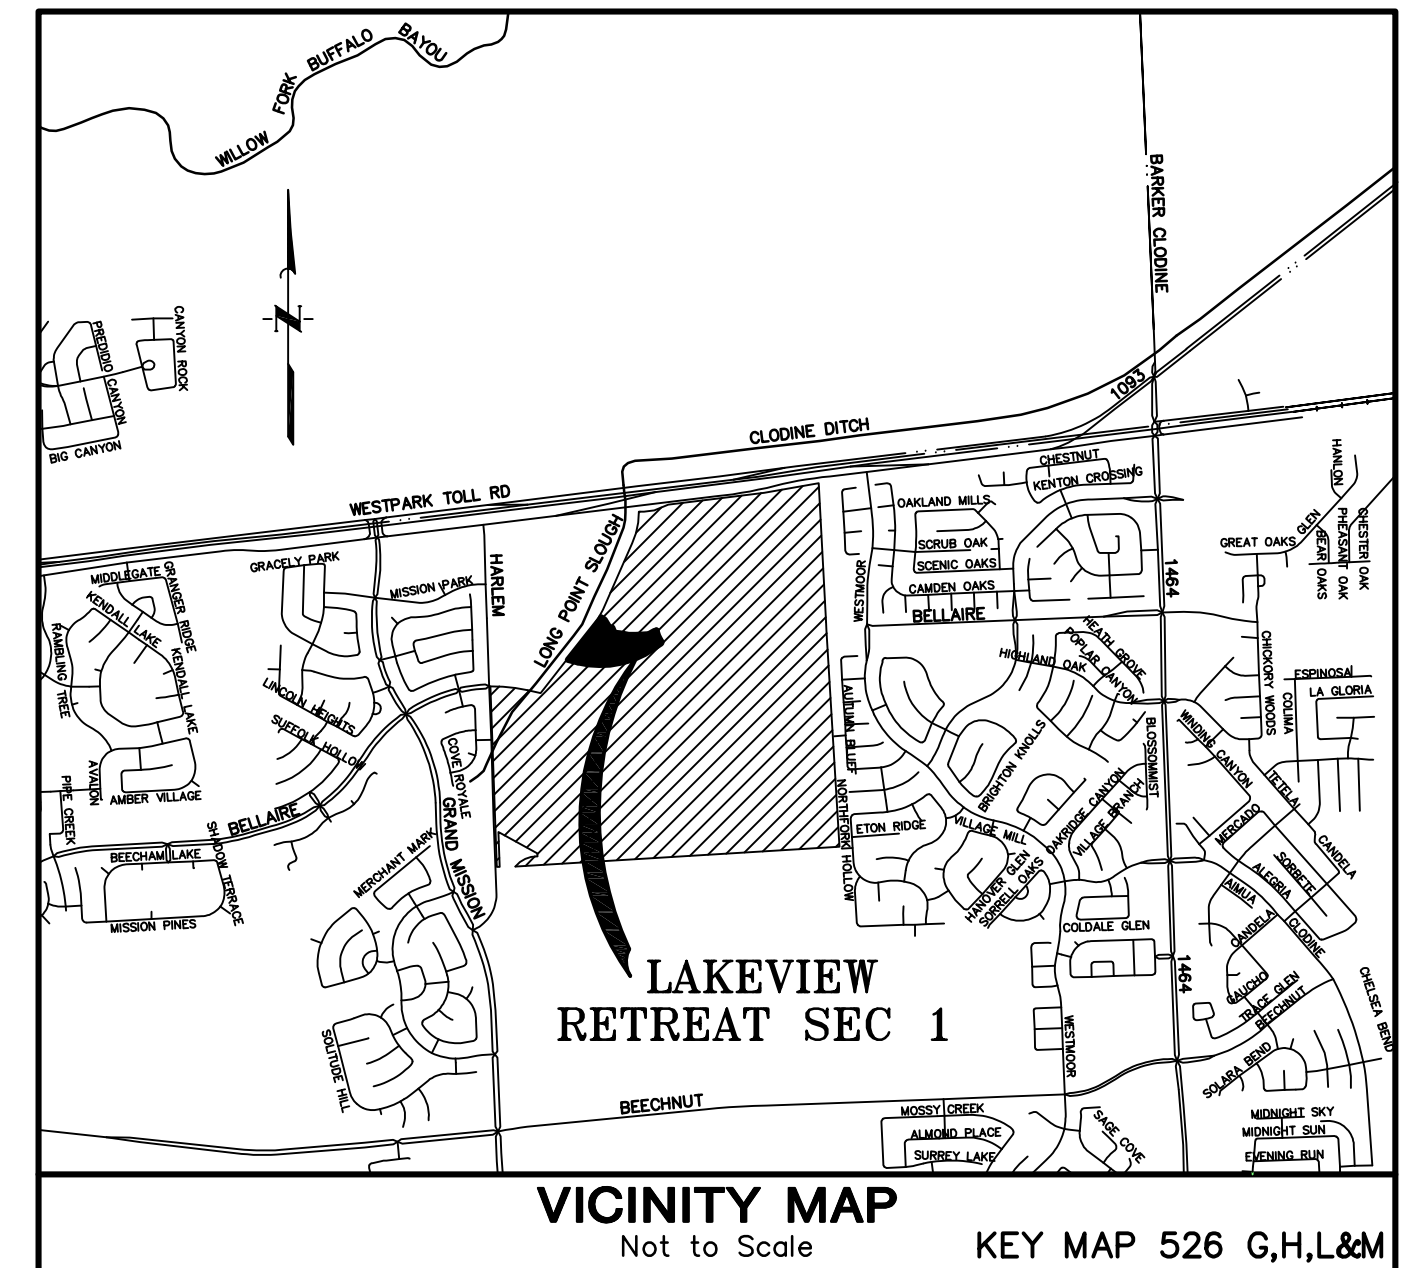 WILLOW FORK BUFFALO BAYOU
BARKER CLODINE
N
CANYON ROCK
PREDIDIO CANYON
BIG CANYON
1093
CLODINE DITCH
WESTPARK TOLL RD
CHESTNUT
KENTON CROSSING
HANLON
OAKLAND MILLS
SCRUB OAK
SCENIC OAKS
CAMDEN OAKS
BELLAIRE
WESTMOOR
1464
GREAT OAKS GLEN
BEAR OAKS
PHEASANT OAK
CHESTER OAK
GRACELY PARK
MISSION PARK
HARLEM
LONG POINT SLOUGH
MIDDLEGATE
GRANGER RIDGE
KENDALL LAKE
KENDALL LAKE
RAMBLING TREE
LINCOLN HEIGHTS
SUFFOLK HOLLOW
HEATH GROVE
POPLAR CANYON
HIGHLAND OAK
CHICKORY WOODS
ESPINOSA
LA GLORIA
COLIMA
AUTUMN BLUFF
BLOSSOMMIST
WINDING CANYON
BRIGHTON KNOLLS
COVE ROYALE
AVALON
PIPE CREEK
AMBER VILLAGE
BELLAIRE
GRAND MISSION
NORTHFORK HOLLOW
ETON RIDGE
VILLAGE MILL
OAKRIDGE CANYON
VILLAGE BRANCH
TETELA
MERCADO
CANDELA
SORBETE
ALEGRIA
AIMUA
SHADOW TERRACE
BEECHAM LAKE
MERCHANT MARK
MISSION PINES
HANOVER GLEN
SORRELL OAKS
COLDALE GLEN
CANDELA
CLODINE
1464
GAUCHO
TRACE GLEN
BEECHNUT
CHELSEA BEND
LAKEVIEW
RETREAT SEC 1
SOLITUDE HILL
WESTMOOR
SOLARA BEND
BEECHNUT
MOSSY CREEK
ALMOND PLACE
SURREY LAKE
SAGE COVE
MIDNIGHT SKY
MIDNIGHT SUN
EVENING RUN
VICINITY MAP
Not to Scale
KEY MAP 526 G,H,L&M